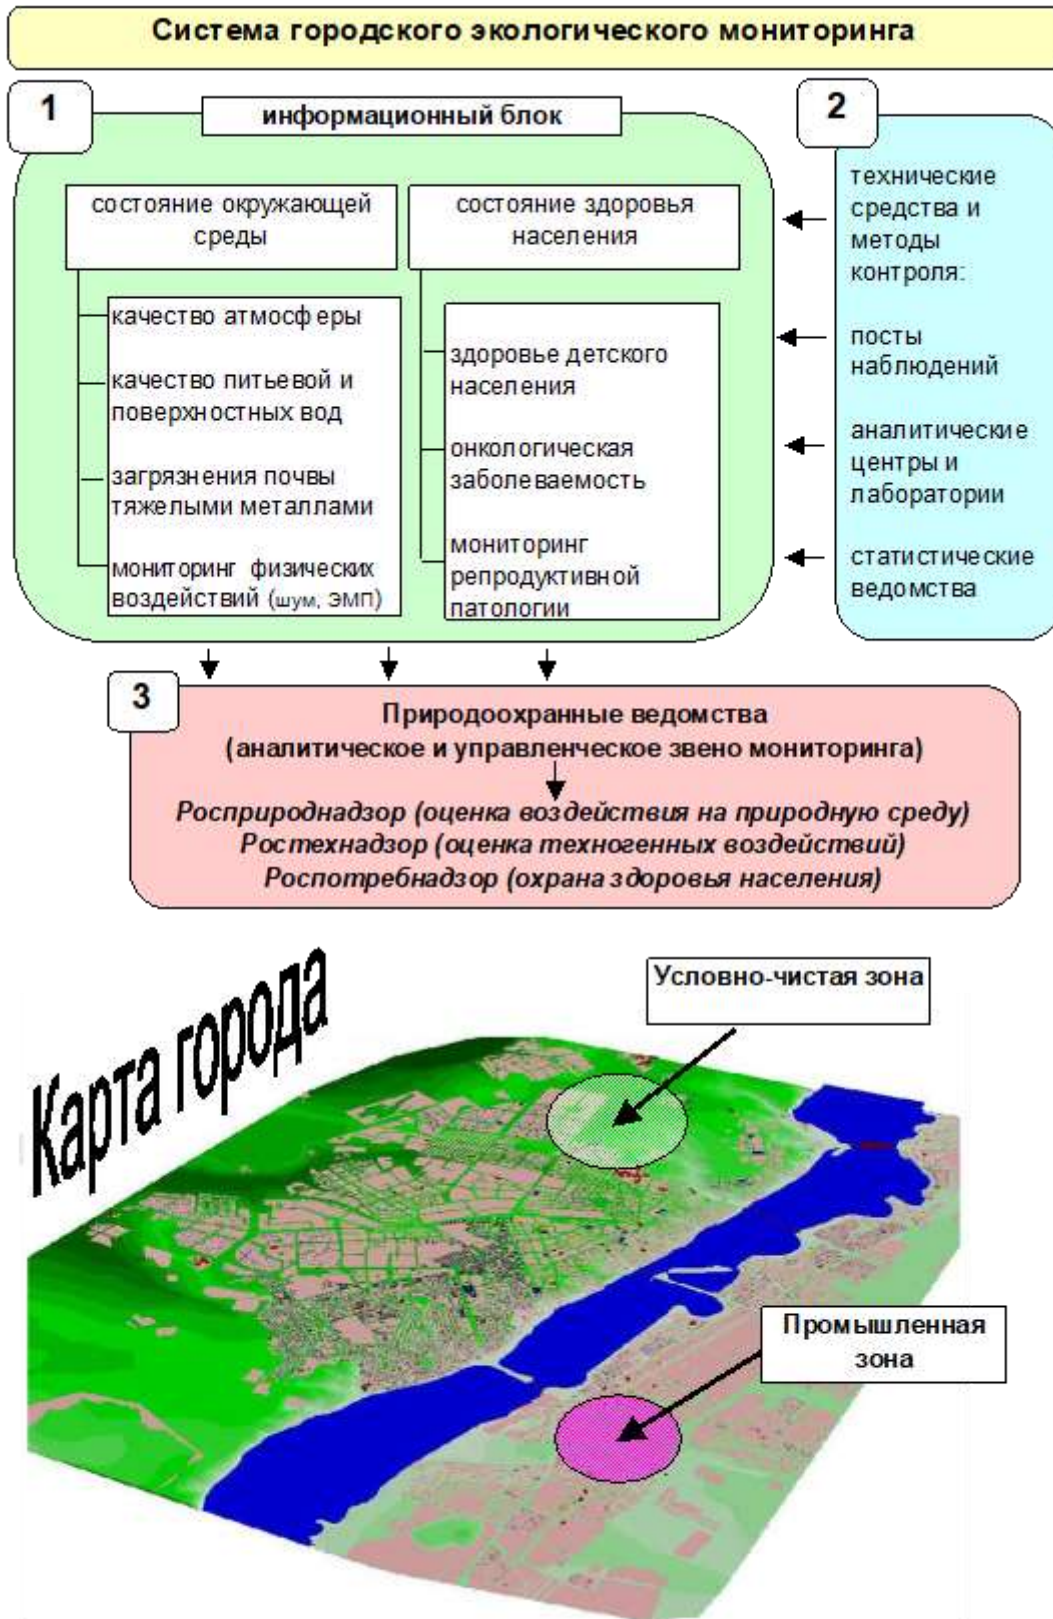 Система городского экологического мониторинга
1
информационный блок
состояние окружающей
среды
качество атмосферы
качество питьевой и
поверхностных вод
загрязнения почвы
тяжелыми металлами
мониторинг физических
воздействий (шум, ЭМП)
состояние здоровья
населения
здоровье детского
населения
онкологическая
заболеваемость
мониторинг
репродуктивной
патологии
2
технические
средства и
методы
контроля:
посты
наблюдений
аналитические
центры и
лаборатории
статистические
ведомства
3
Природоохранные ведомства
(аналитическое и управленческое звено мониторинга)
Росприроднадзор (оценка воздействия на природную среду)
Ростехнадзор (оценка техногенных воздействий)
Роспотребнадзор (охрана здоровья населения)
Карта города
Условно-чистая зона
Промышленная
зона